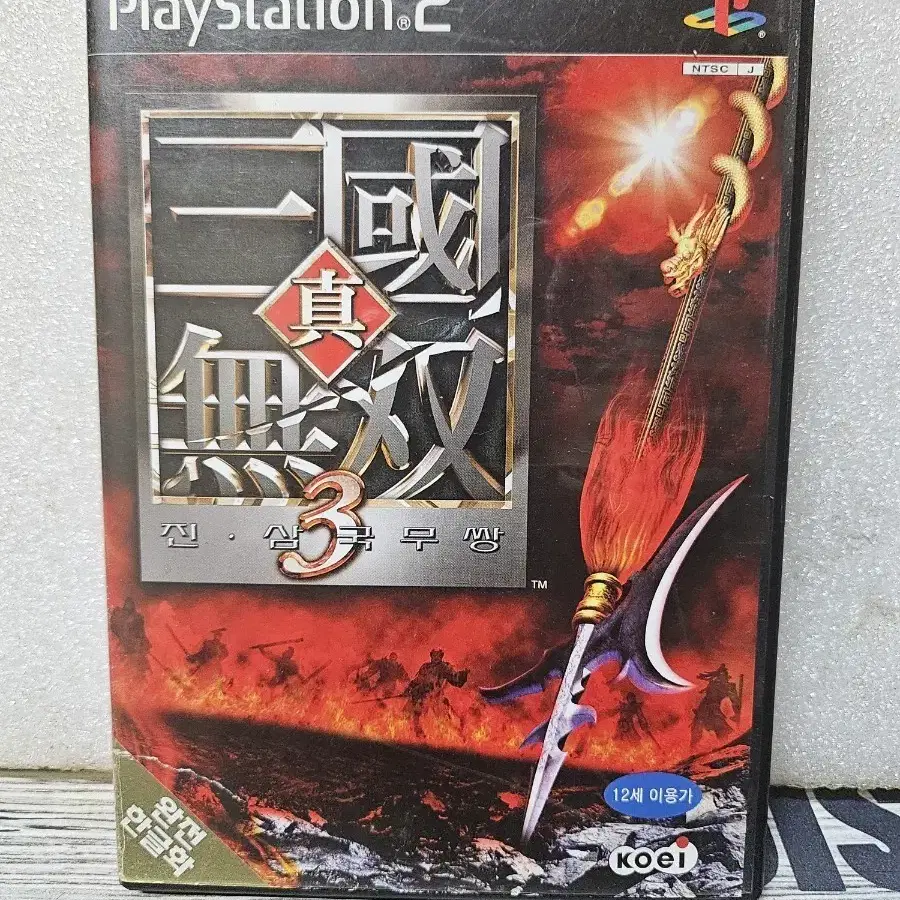 PlayStation®2
NTSC J
三國
真
無双
3
진·삼국무쌍
TM
완전
한글화
12세 이용가
KOEI